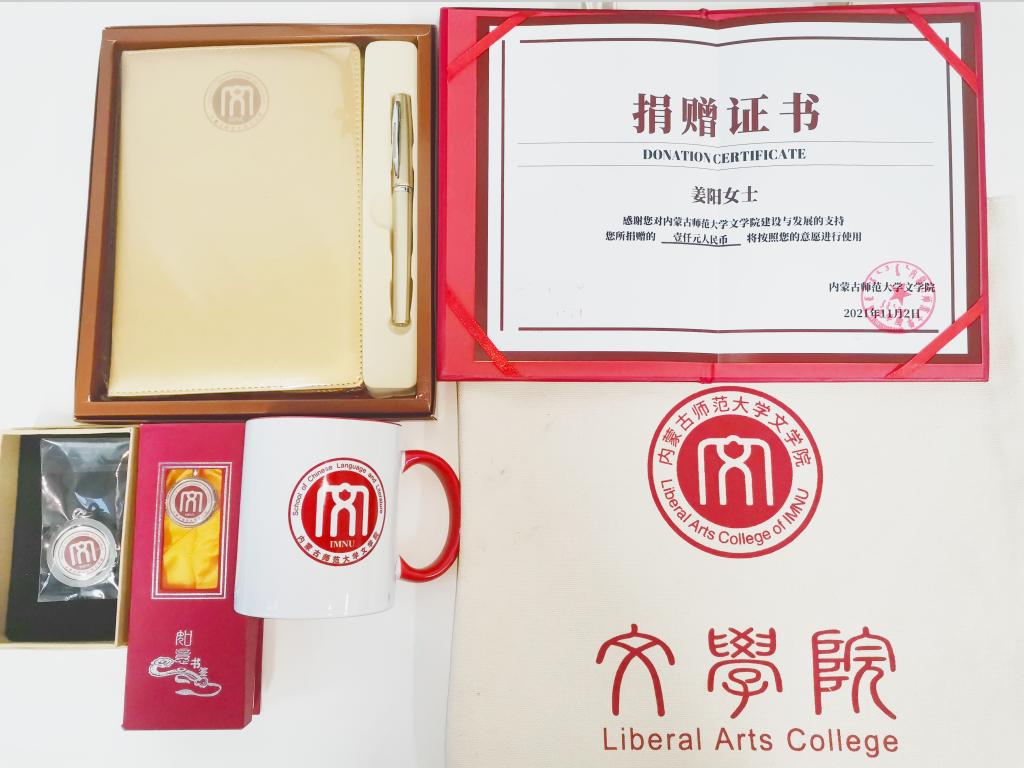 捐赠证书
DONATION CERTIFICATE
姜阳女士
感谢您对内蒙古师范大学文学院建设与发展的支持
您所捐赠的 壹仟元人民币 将按照您的意愿进行使用
内蒙古师范大学文学院
2021年11月2日
School of Chinese Language and Literature
IMNU
内蒙古师范大学文学院
内蒙古师范大学文学院
Liberal Arts College of IMNU
文學院
Liberal Arts College
如意
书签